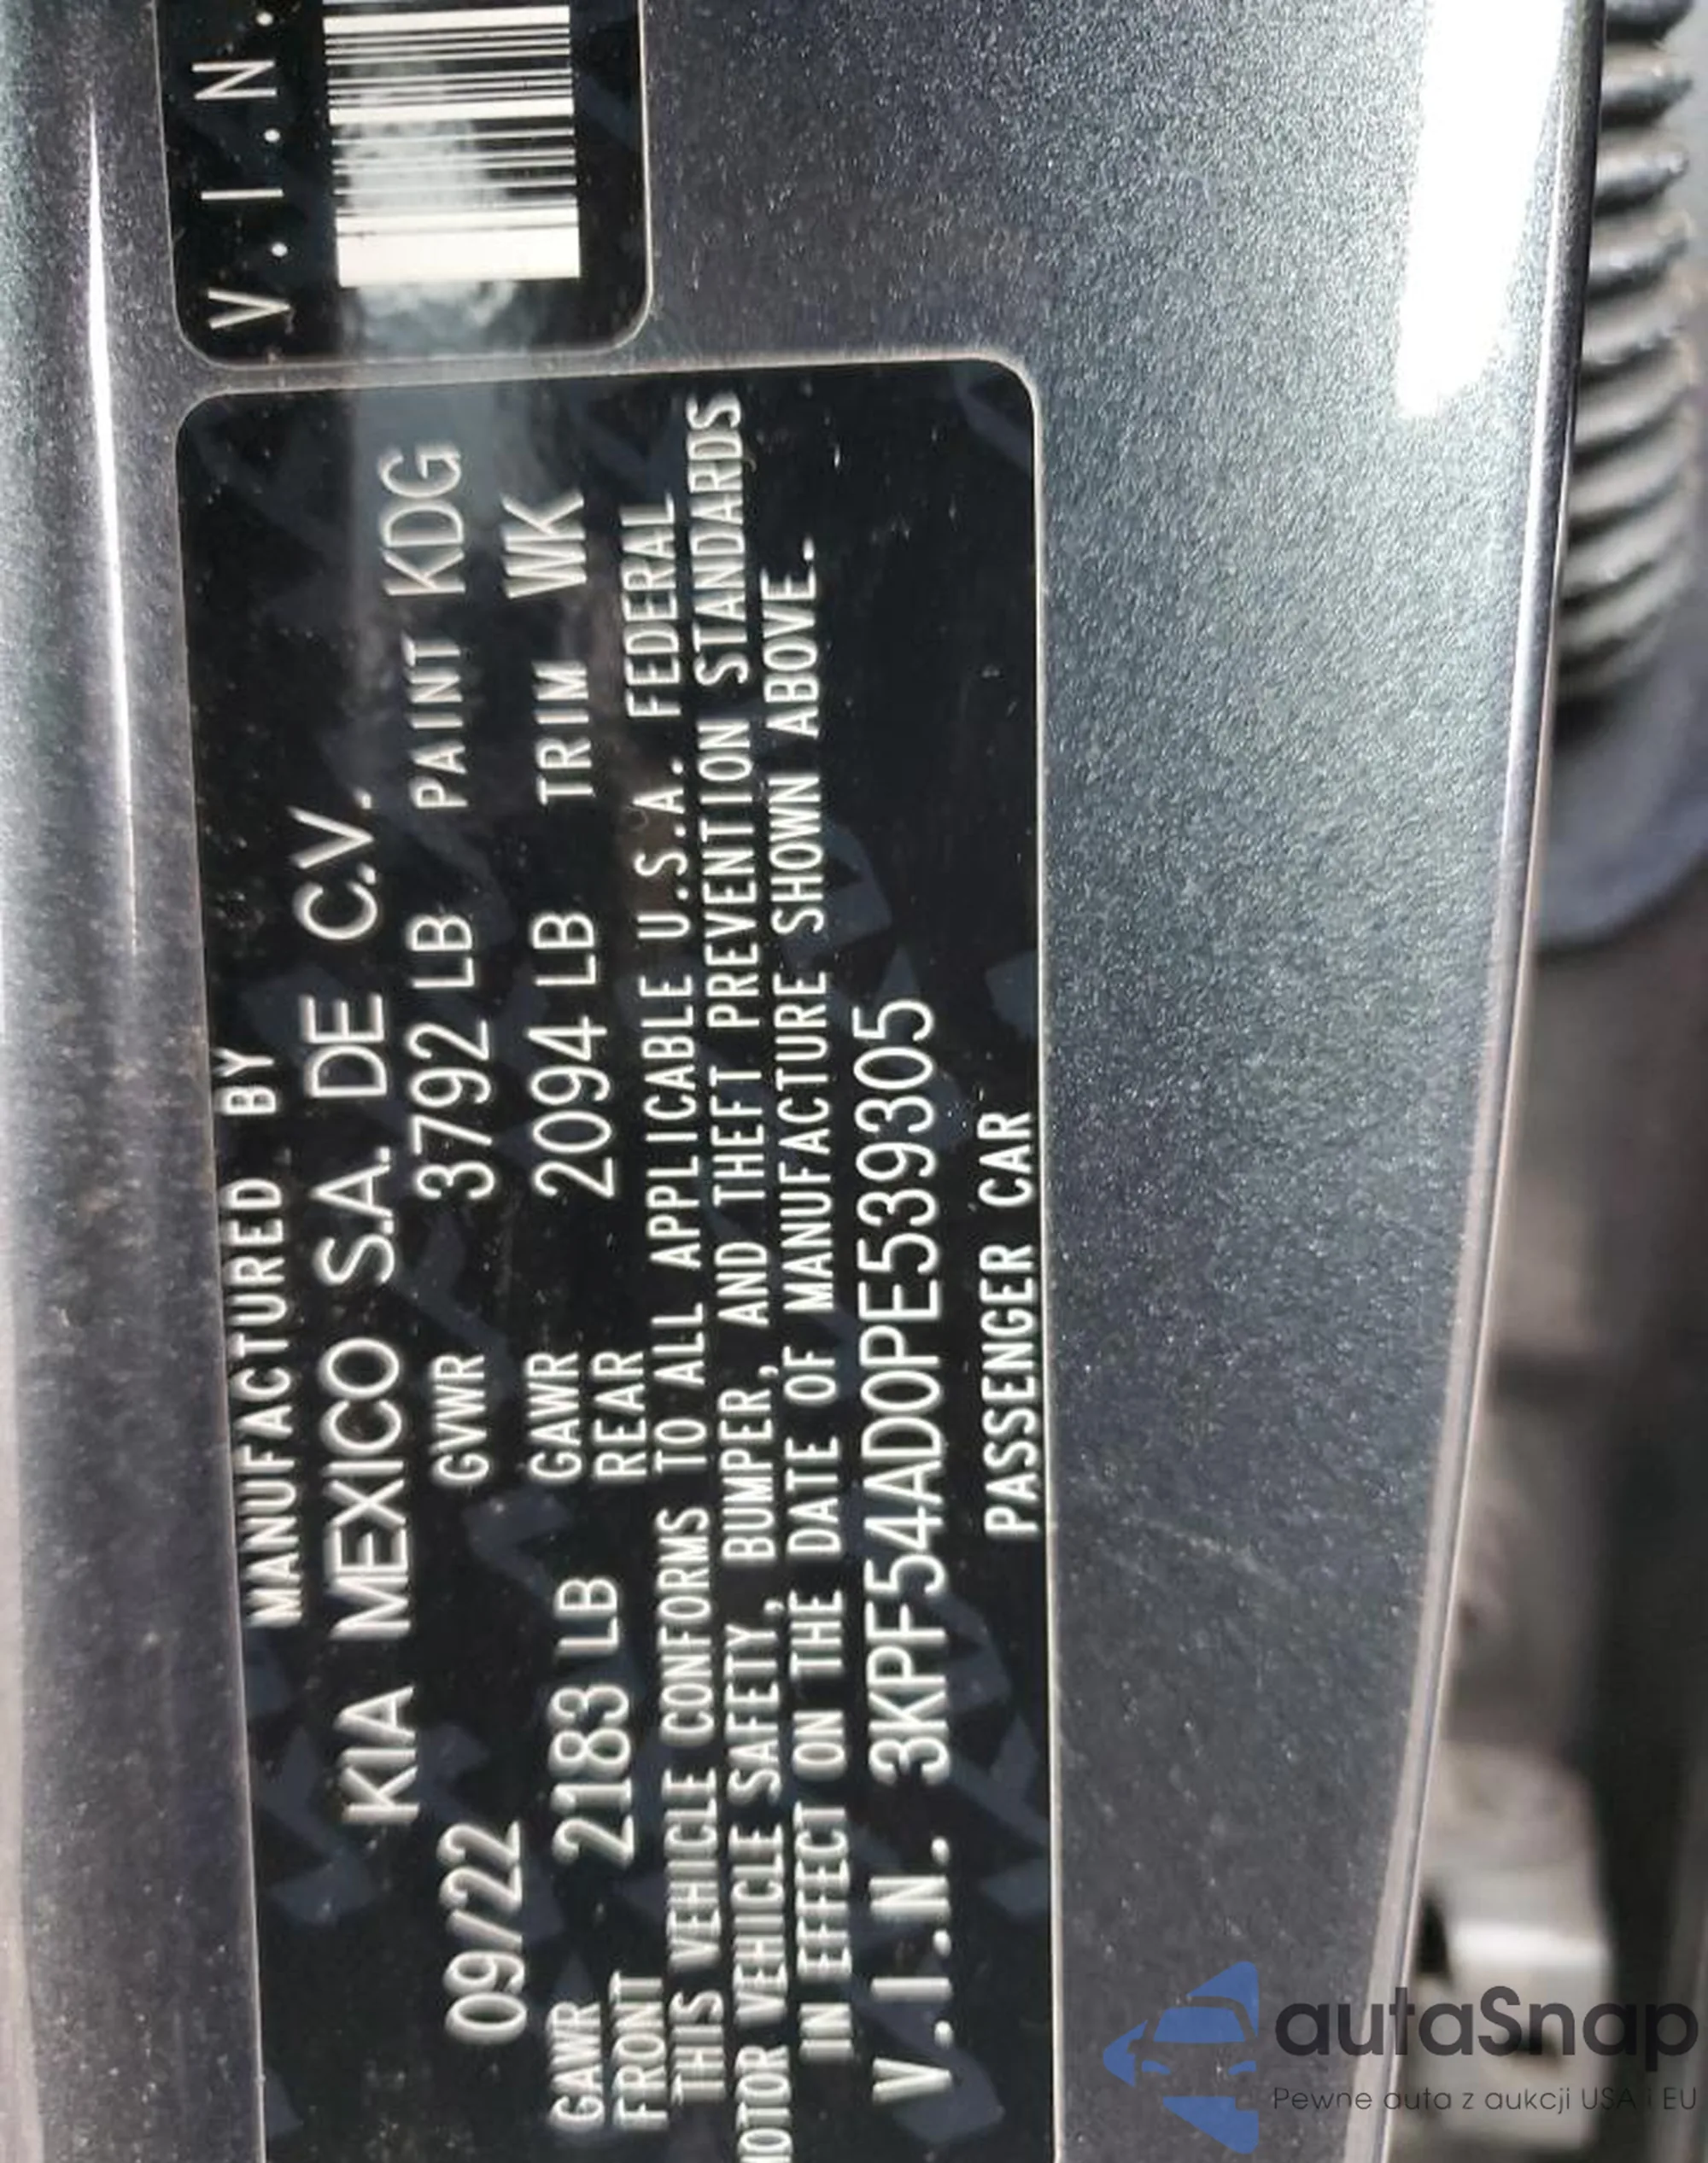 V.I.N.
MANUFACTURED BY
KIA MEXICO S.A. DE C.V.
09/22 GVWR 3792 LB PAINT KDG
GAWR FRONT 2183 LB GAWR REAR 2094 LB TRIM WK
THIS VEHICLE CONFORMS TO ALL APPLICABLE U.S.A. FEDERAL
MOTOR VEHICLE SAFETY, BUMPER, AND THEFT PREVENTION STANDARDS
IN EFFECT ON THE DATE OF MANUFACTURE SHOWN ABOVE.
V.I.N. 3KPF54AD0PE539305
PASSENGER CAR
autaSnap
Pewne auta z aukcji USA i EU